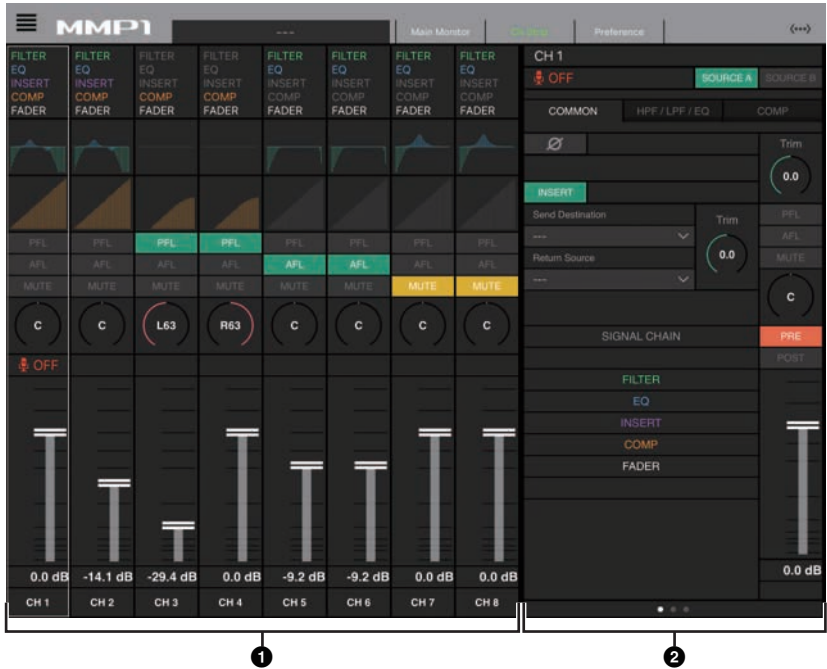 MMP1 --- Main Monitor Cue Strip Preference
FILTER FILTER FILTER FILTER FILTER FILTER FILTER FILTER
EQ EQ EQ EQ EQ EQ EQ EQ
INSERT INSERT INSERT INSERT INSERT INSERT INSERT INSERT
COMP COMP COMP COMP COMP COMP COMP COMP
FADER FADER FADER FADER FADER FADER FADER FADER
PFL PFL PFL PFL PFL PFL PFL PFL
AFL AFL AFL AFL AFL AFL AFL AFL
MUTE MUTE MUTE MUTE MUTE MUTE MUTE MUTE
C C L63 R63 C C C C
OFF
0.0 dB -14.1 dB -29.4 dB 0.0 dB -9.2 dB -9.2 dB 0.0 dB 0.0 dB
CH 1 CH 2 CH 3 CH 4 CH 5 CH 6 CH 7 CH 8
CH 1
OFF SOURCE A SOURCE B
COMMON HPF / LPF / EQ COMP
Ø Trim
0.0
INSERT
Send Destination Trim PFL
---
AFL
Return Source 0.0 MUTE
---
C
SIGNAL CHAIN PRE
POST
FILTER
EQ
INSERT
COMP
FADER
0.0 dB
1 2